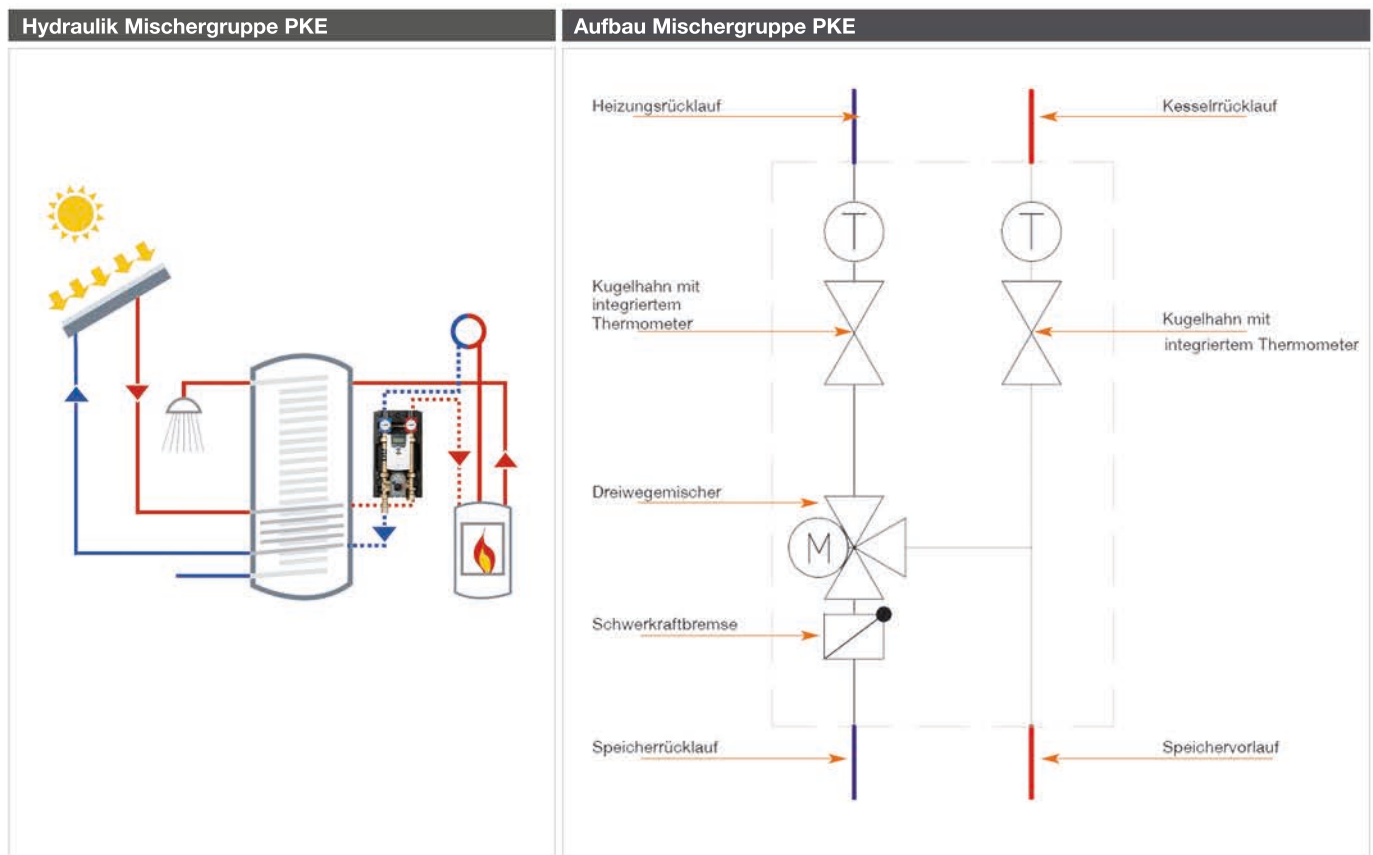 Hydraulik Mischergruppe PKE
Aufbau Mischergruppe PKE
Heizungsrücklauf
Kesselrrücklauf
T
T
Kugelhahn mit
integriertem
Thermometer
Kugelhahn mit
integriertem Thermometer
Dreiwegemischer
M
Schwerkraftbremse
Speicherrücklauf
Speichervorlauf